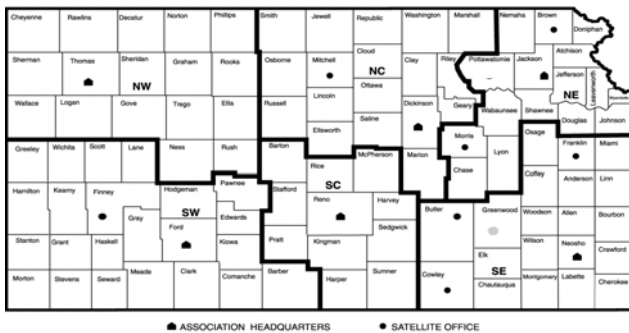 Cheyenne Rawlins Decatur Norton Phillips Smith Jewell Republic Washington Marshall Nemaha Brown Doniphan
Sherman Thomas Sheridan Graham Rooks Osborne Mitchell Cloud Clay Riley Pottawatomie Jackson Atchison
NW NC Jefferson Leavenworth
Wallace Logan Gove Trego Ellis Russell Lincoln Ottawa Dickinson Geary Wabaunsee Shawnee NE
Ellsworth Saline Morris Douglas Johnson
Greeley Wichita Scott Lane Ness Rush Barton Rice McPherson Marion Chase Lyon Osage Franklin Miami
Hamilton Kearny Finney Hodgeman Pawnee Stafford SC Reno Harvey Coffey Anderson Linn
SW Gray Ford Edwards Sedgwick Butler Greenwood Woodson Allen Bourbon
Stanton Grant Haskell Kiowa Pratt Kingman Elk Wilson Neosho Crawford
SE
Morton Stevens Seward Meade Clark Comanche Barber Harper Sumner Cowley Chautauqua Montgomery Labette Cherokee
ASSOCIATION HEADQUARTERS SATELLITE OFFICE